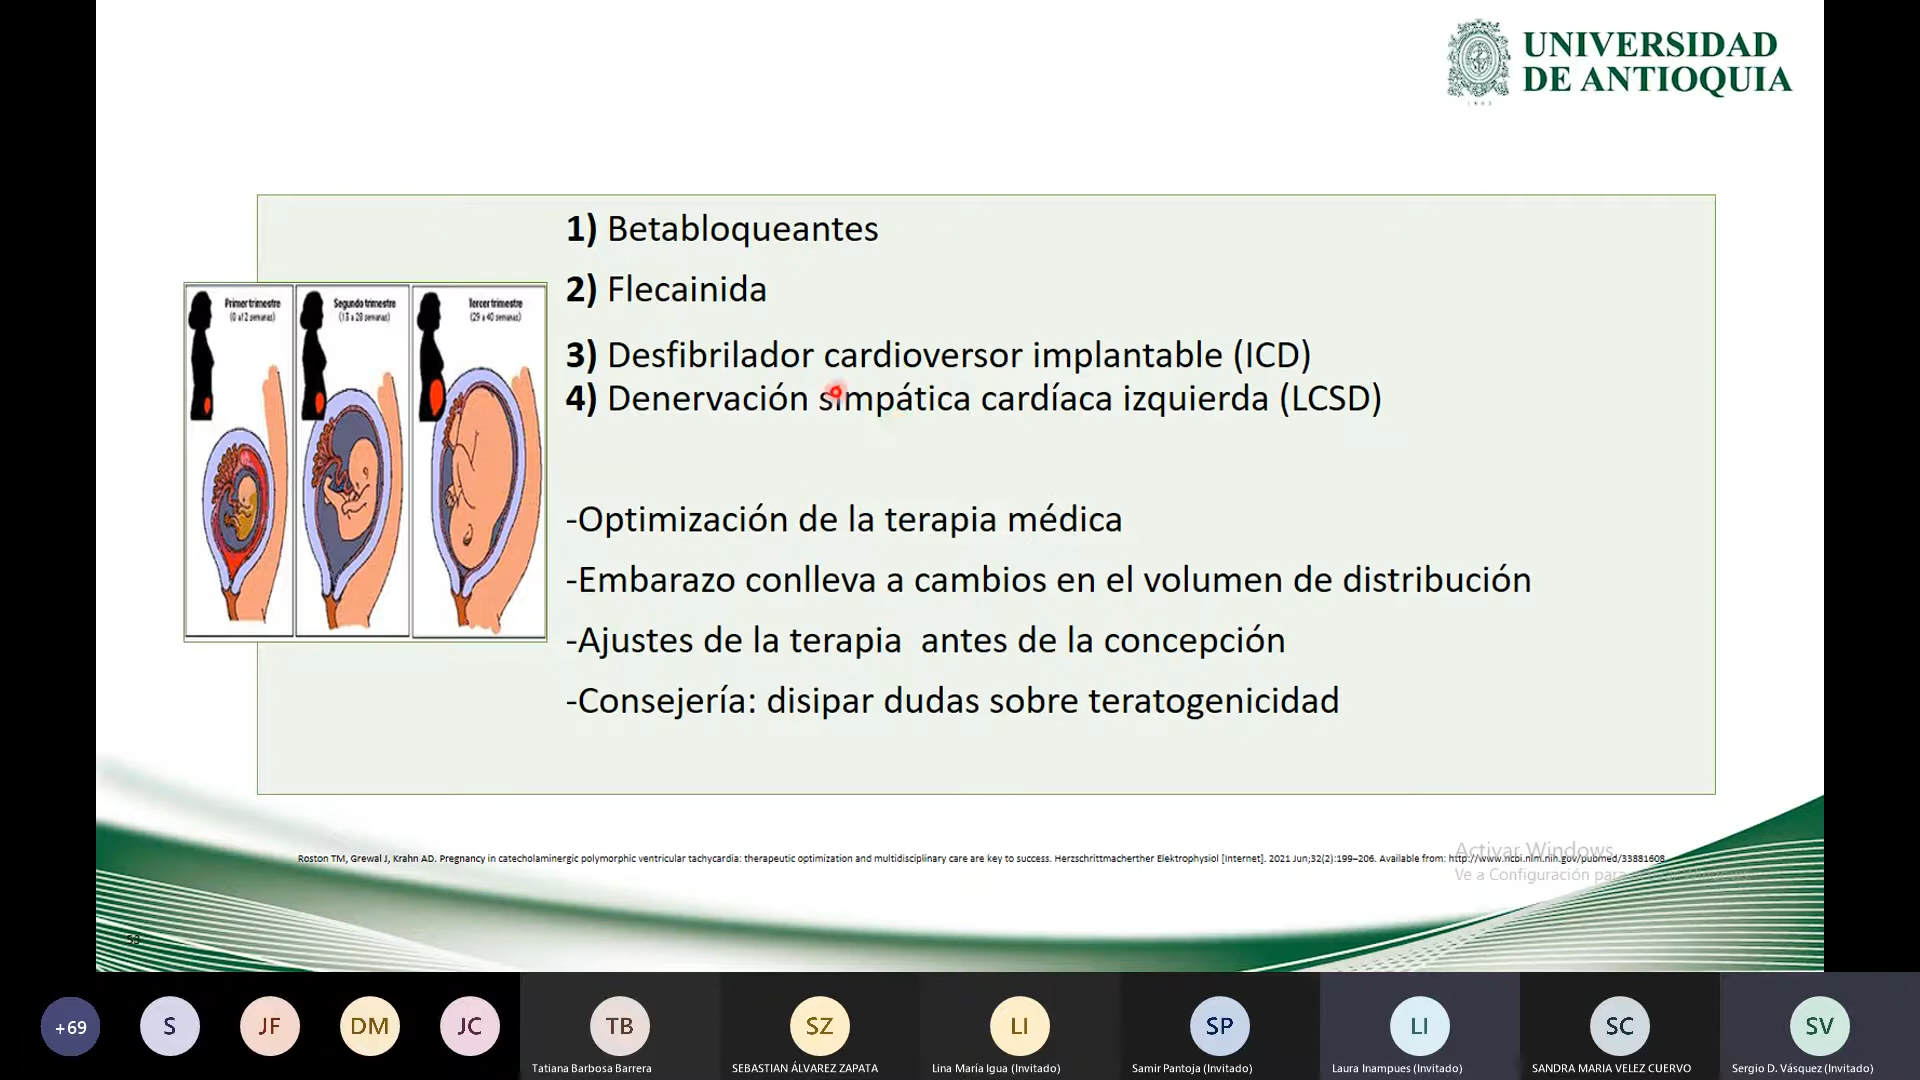 UNIVERSIDAD
DE ANTIOQUIA
1803
1) Betabloqueantes
2) Flecainida
3) Desfibrilador cardioversor implantable (ICD)
4) Denervación simpática cardíaca izquierda (LCSD)
Primer trimestre
(0 a12 semanas)
Segundo trimestre
(13 a 28 semanas)
Tercer trimestre
(29 a 40 semanas)
-Optimización de la terapia médica
-Embarazo conlleva a cambios en el volumen de distribución
-Ajustes de la terapia  antes de la concepción
-Consejería: disipar dudas sobre teratogenicidad
Activar Windows
Ve a Configuración para
Roston TM, Grewal J, Krahn AD. Pregnancy in catecholaminergic polymorphic ventricular tachycardia: therapeutic optimization and multidisciplinary care are key to success. Herzschrittmacherther Elektrophysiol [Internet]. 2021 Jun;32(2):199–206. Available from: http://www.ncbi.nlm.nih.gov/pubmed/33881608
53
+69
S
JF
DM
JC
TB
SZ
LI
SP
LI
SC
SV
Tatiana Barbosa Barrera
SEBASTIAN ÁLVAREZ ZAPATA
Lina María Igua (Invitado)
Samir Pantoja (Invitado)
Laura Inampues (Invitado)
SANDRA MARIA VELEZ CUERVO
Sergio D. Vásquez (Invitado)